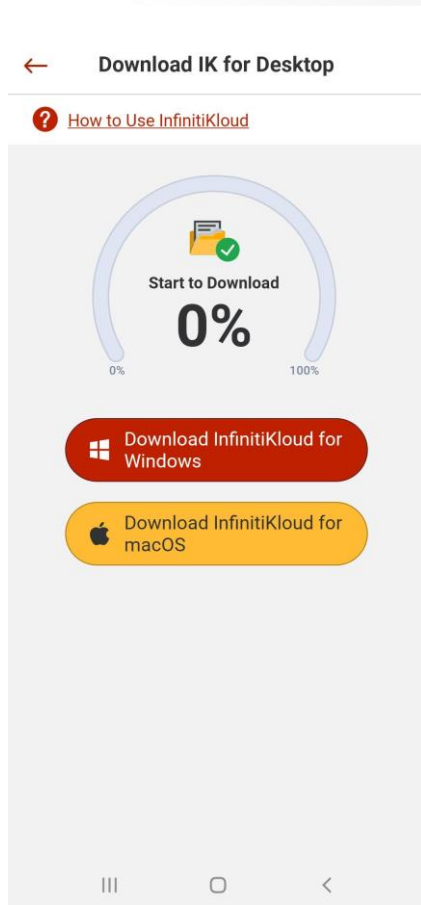 Download IK for Desktop
? How to Use InfinitiKloud
Start to Download
0%
0%
100%
Download InfinitiKloud for
Windows
Download InfinitiKloud for
macOS